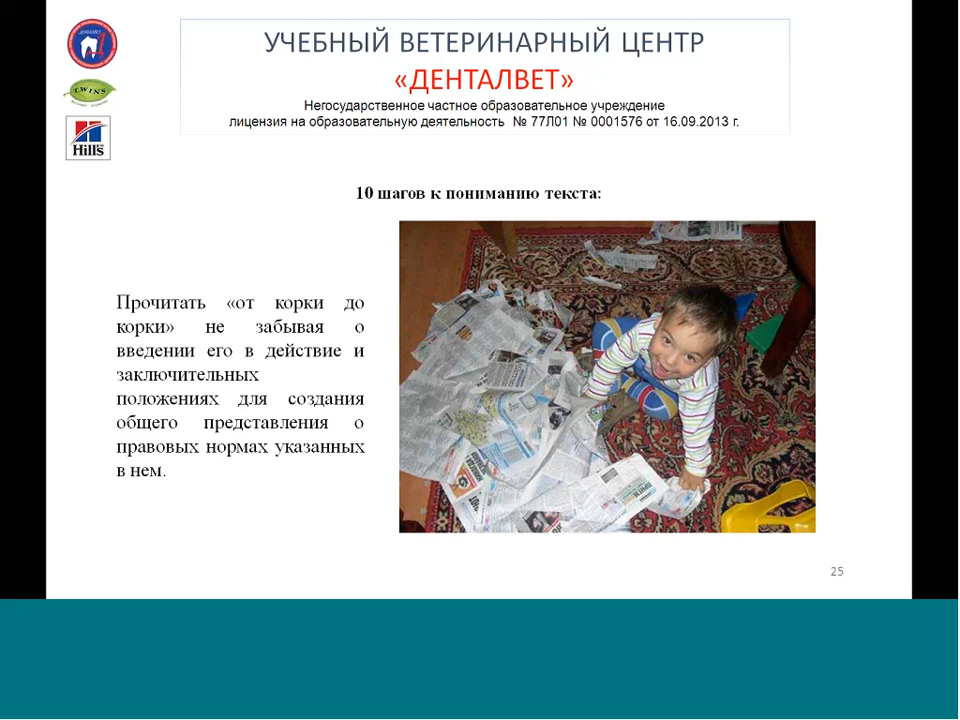 УЧЕБНЫЙ ВЕТЕРИНАРНЫЙ ЦЕНТР
«ДЕНТАЛВЕТ»
Негосударственное частное образовательное учреждение
лицензия на образовательную деятельность № 77Л01 № 0001576 от 16.09.2013 г.
ДЕНТАЛВЕТ
TWINS
Hill's
10 шагов к пониманию текста:
Прочитать «от корки до
корки» не забывая о
введении его в действие и
заключительных
положениях для создания
общего представления о
правовых нормах указанных
в нем.
25